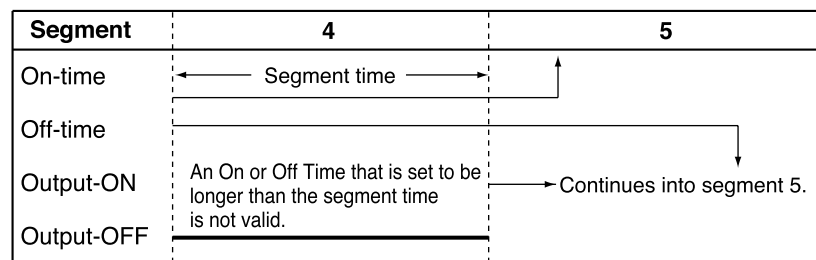 Segment 4 5
On-time Segment time
Off-time
Output-ON An On or Off Time that is set to be longer than the segment time is not valid. Continues into segment 5.
Output-OFF